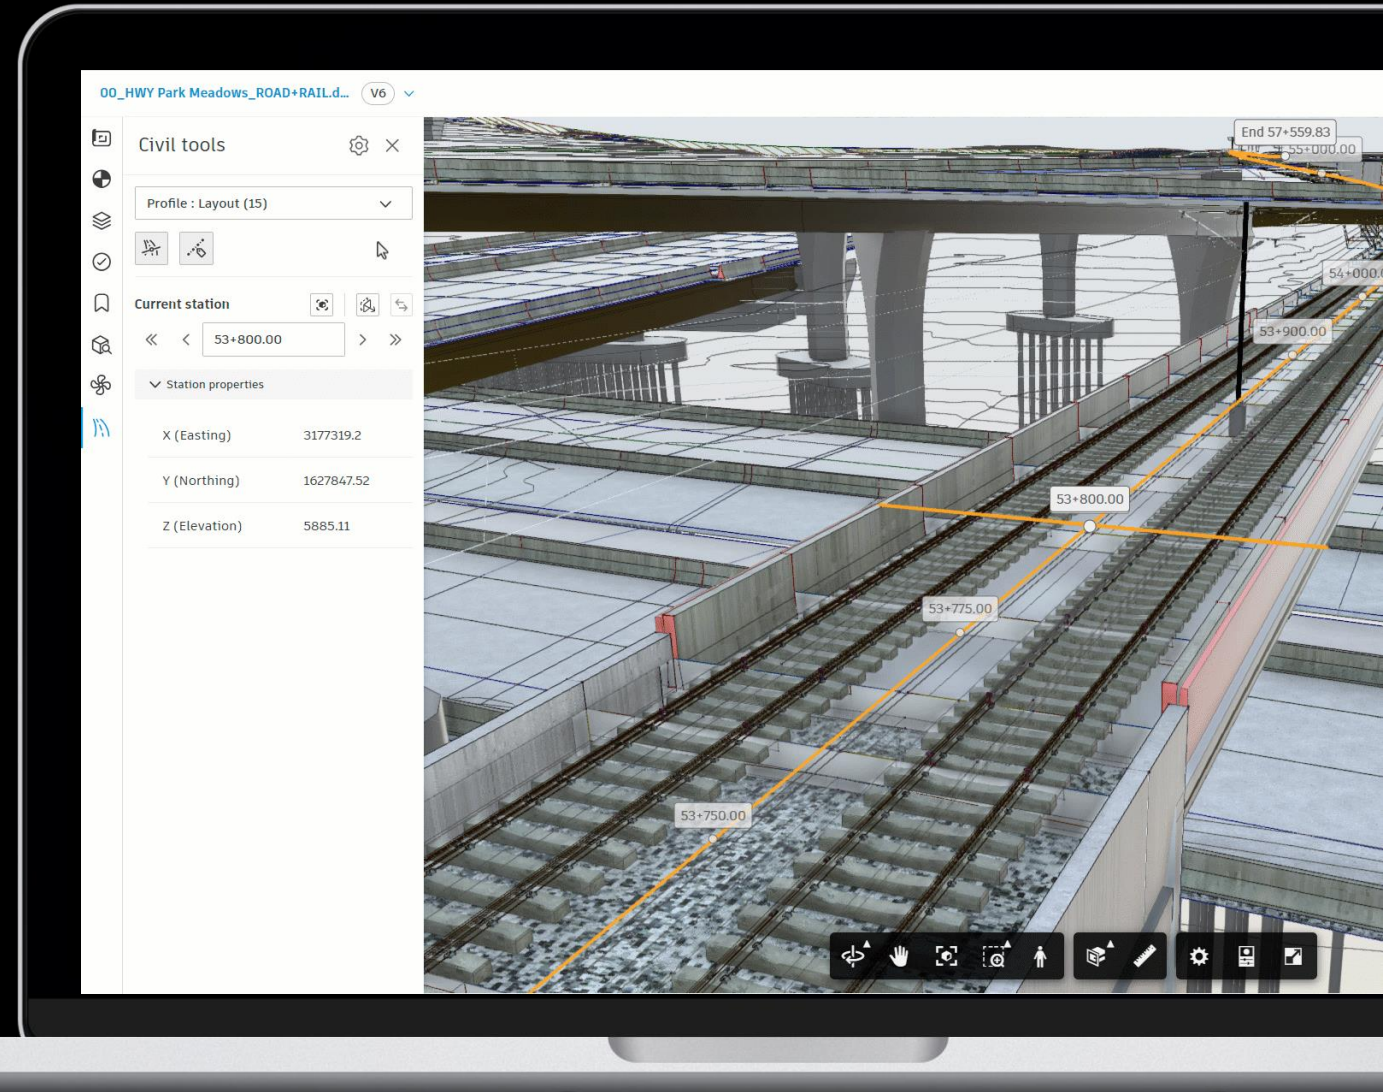 00_HWY Park Meadows_ROAD+RAIL.d...
V6
Civil tools
Profile : Layout (15)
Current station
53+800.00
Station properties
X (Easting) 3177319.2
Y (Northing) 1627847.52
Z (Elevation) 5885.11
End 57+559.83
55+000.00
54+000.0
53+900.00
53+800.00
53+775.00
53+750.00